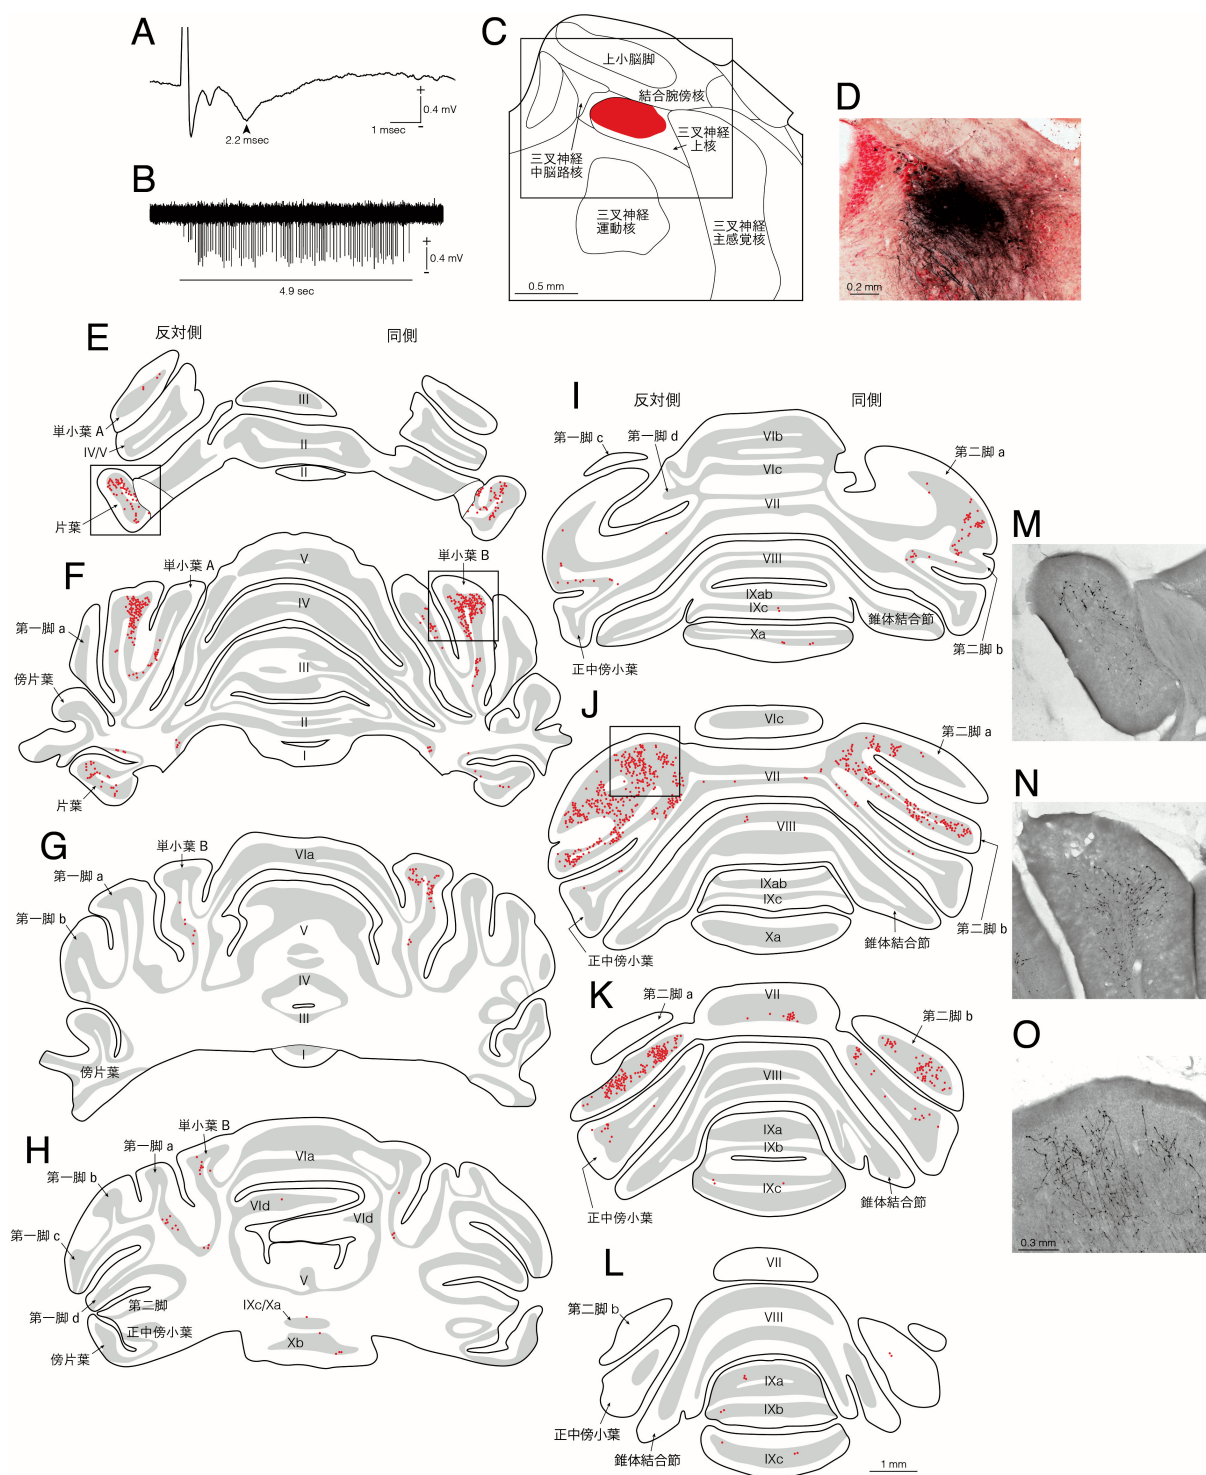 A
2.2 msec
1 msec
+
0.4 mV
-
B
+
0.4 mV
-
4.9 sec
C
上小脳脚
結合腕傍核
三叉神経
上核
三叉神経
中脳路核
三叉神経
運動核
三叉神経
主感覚核
0.5 mm
D
0.2 mm
E
反対側
同側
III
II
II
単小葉 A
IV/V
片葉
F
単小葉 A
単小葉 B
V
IV
III
II
I
第一脚 a
傍片葉
片葉
G
単小葉 B
第一脚 a
第一脚 b
VIa
V
IV
III
I
傍片葉
H
単小葉 B
第一脚 a
第一脚 b
VIa
VId
VId
第一脚 c
V
第一脚 d
第二脚
正中傍小葉
傍片葉
IXc/Xa
Xb
I
反対側
同側
第一脚 c
第一脚 d
第二脚 a
VIb
VIc
VII
VIII
IXab
IXc
Xa
錐体結合節
正中傍小葉
第二脚 b
J
VIc
第二脚 a
VII
VIII
IXab
IXc
Xa
第二脚 b
錐体結合節
正中傍小葉
K
第二脚 a
VII
第二脚 b
VIII
IXa
IXb
IXc
正中傍小葉
錐体結合節
L
VII
第二脚 b
VIII
IXa
IXb
IXc
正中傍小葉
錐体結合節
1 mm
M
N
O
0.3 mm